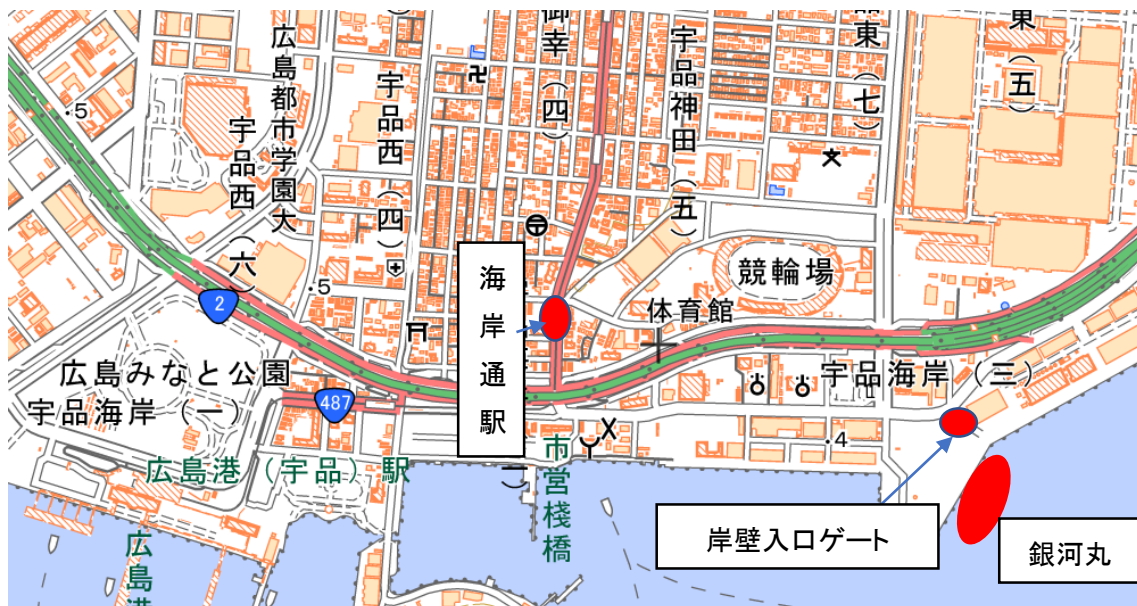 御幸(四)
品東(七)
東(五)
広島都市学園大
宇品西(四)
宇品神田(五)
.5
宇品西(六)
海岸通駅
競輪場
体育館
2
.5
広島みなと公園
宇品海岸(一)
487
宇品海岸(三)
.4
広島港(宇品)駅
市営棧橋
岸壁入口ゲート
銀河丸
広島港